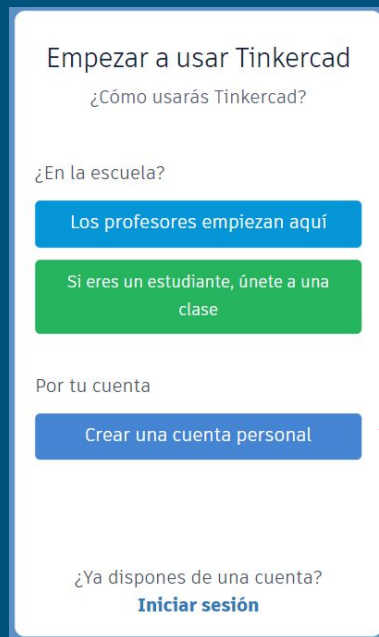 Empezar a usar Tinkercad
¿Cómo usarás Tinkercad?
¿En la escuela?
Los profesores empiezan aquí
Si eres un estudiante, únete a una
clase
Por tu cuenta
Crear una cuenta personal
¿Ya dispones de una cuenta?
Iniciar sesión